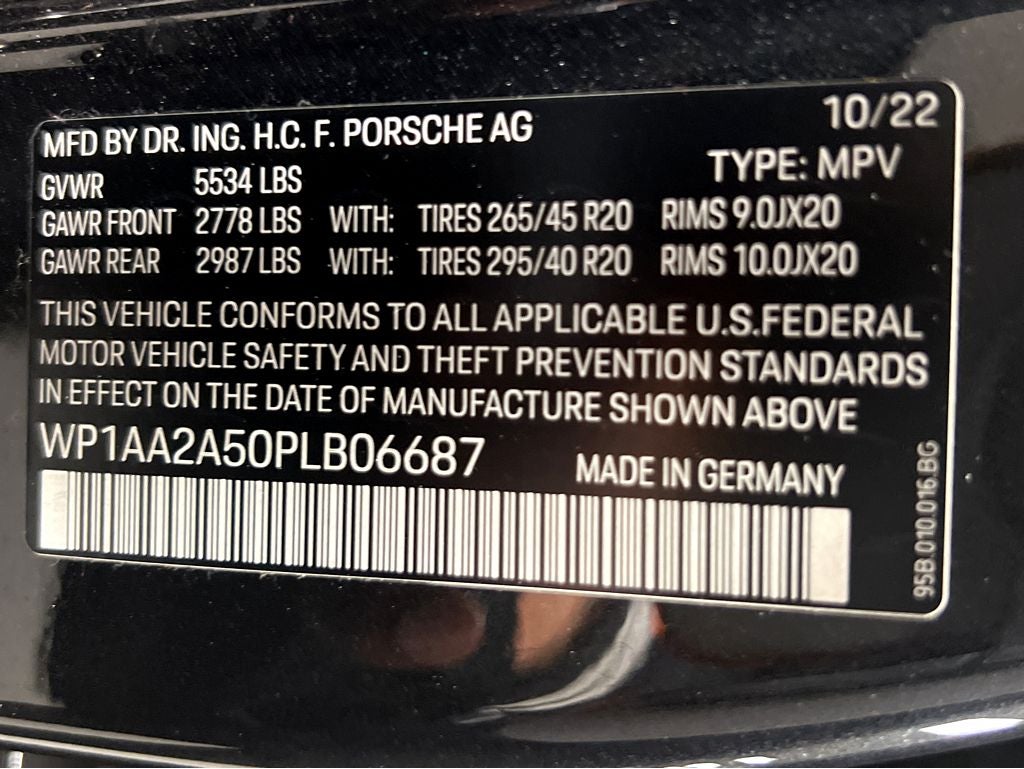 MFD BY DR. ING. H.C. F. PORSCHE AG 10/22
TYPE: MPV
GVWR 5534 LBS
GAWR FRONT 2778 LBS WITH: TIRES 265/45 R20 RIMS 9.0JX20
GAWR REAR 2987 LBS WITH: TIRES 295/40 R20 RIMS 10.0JX20
THIS VEHICLE CONFORMS TO ALL APPLICABLE U.S.FEDERAL
MOTOR VEHICLE SAFETY AND THEFT PREVENTION STANDARDS
IN EFFECT ON THE DATE OF MANUFACTURE SHOWN ABOVE
WP1AA2A50PLB06687
MADE IN GERMANY
95B.010.016.BG